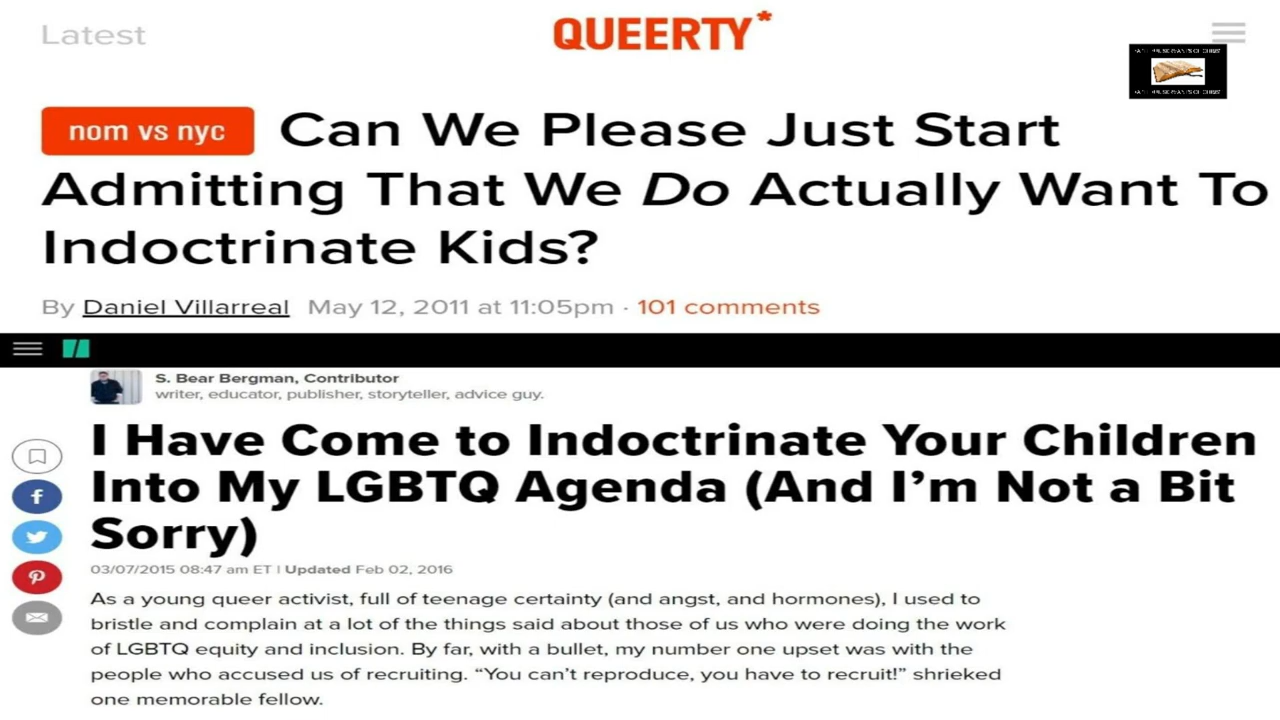 Latest
QUEERTY*
nom vs nyc Can We Please Just Start
Admitting That We Do Actually Want To
Indoctrinate Kids?
By Daniel Villarreal May 12, 2011 at 11:05pm · 101 comments
S. Bear Bergman, Contributor
writer, educator, publisher, storyteller, advice guy.
I Have Come to Indoctrinate Your Children
Into My LGBTQ Agenda (And I’m Not a Bit
Sorry)
03/07/2015 08:47 am ET | Updated Feb 02, 2016
As a young queer activist, full of teenage certainty (and angst, and hormones), I used to
bristle and complain at a lot of the things said about those of us who were doing the work
of LGBTQ equity and inclusion. By far, with a bullet, my number one upset was with the
people who accused us of recruiting. “You can’t reproduce, you have to recruit!” shrieked
one memorable fellow.